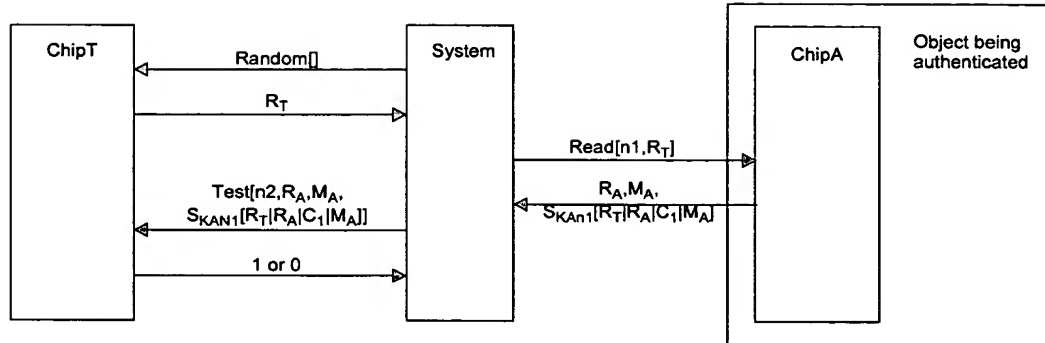 ChipT
System
ChipA
Object being
authenticated
Random[]
R_T
Read[n1,R_T]
R_A,M_A,
S_KAn1[R_T|R_A|C_1|M_A]
Test[n2,R_A,M_A,
S_KAN1[R_T|R_A|C_1|M_A]]
1 or 0